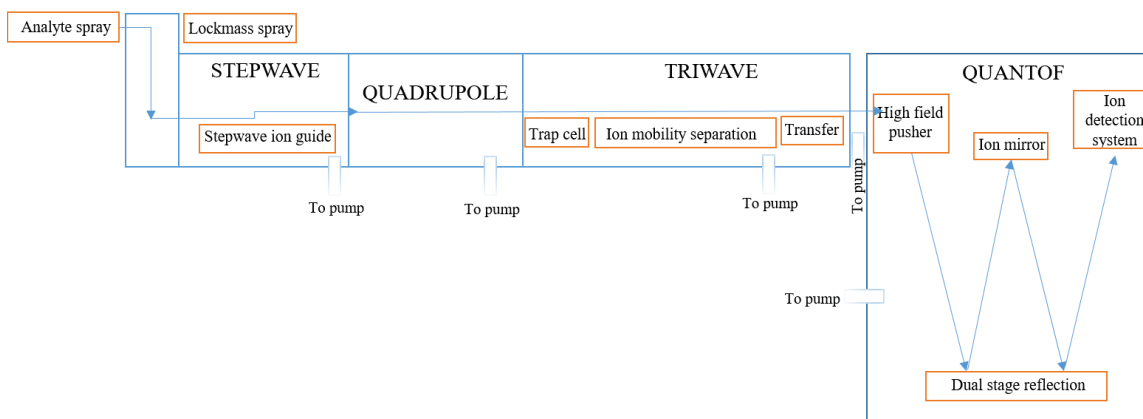 Analyte spray
Lockmass spray
STEPWAVE
QUADRUPOLE
TRIWAVE
QUANTOF
Stepwave ion guide
Trap cell
Ion mobility separation
Transfer
High field
pusher
Ion mirror
Ion
detection
system
To pump
To pump
To pump
To pump
To pump
Dual stage reflection